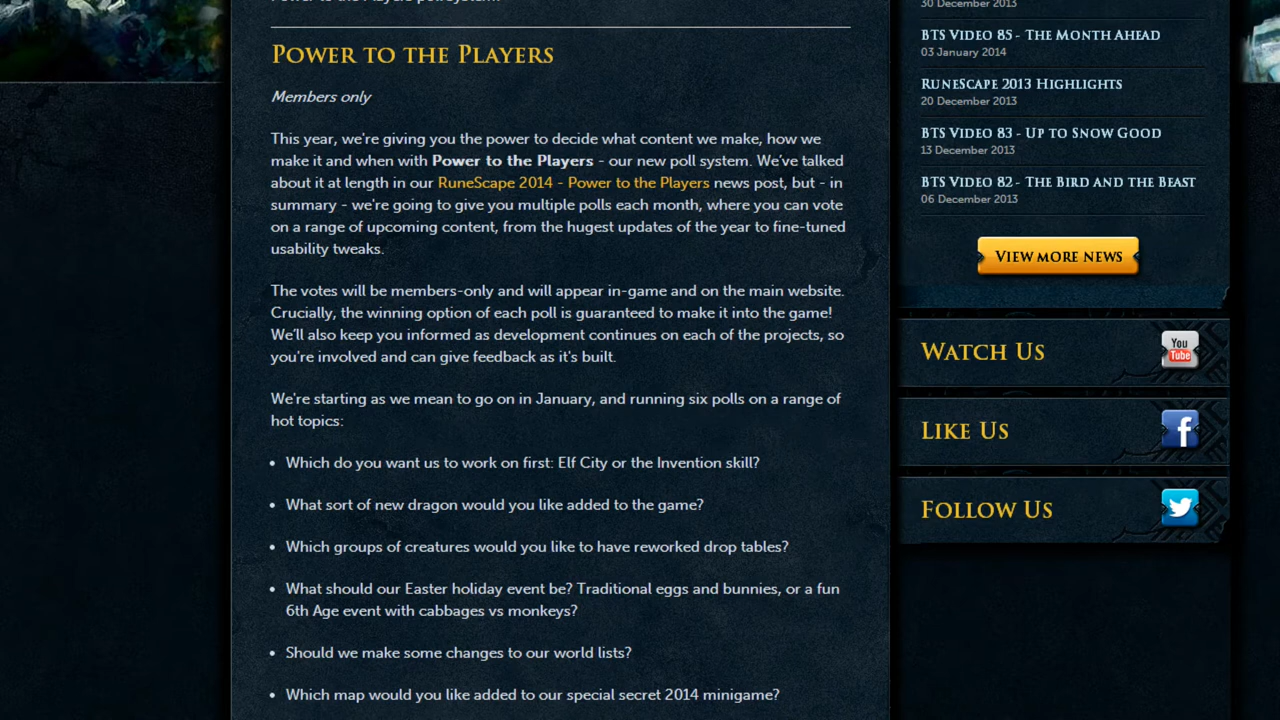 Power to the Players poll system.
POWER TO THE PLAYERS
Members only
This year, we're giving you the power to decide what content we make, how we
make it and when with Power to the Players - our new poll system. We've talked
about it at length in our RuneScape 2014 - Power to the Players news post, but - in
summary - we're going to give you multiple polls each month, where you can vote
on a range of upcoming content, from the hugest updates of the year to fine-tuned
usability tweaks.
The votes will be members-only and will appear in-game and on the main website.
Crucially, the winning option of each poll is guaranteed to make it into the game!
We'll also keep you informed as development continues on each of the projects, so
you're involved and can give feedback as it's built.
We're starting as we mean to go on in January, and running six polls on a range of
hot topics:
• Which do you want us to work on first: Elf City or the Invention skill?
• What sort of new dragon would you like added to the game?
• Which groups of creatures would you like to have reworked drop tables?
• What should our Easter holiday event be? Traditional eggs and bunnies, or a fun
6th Age event with cabbages vs monkeys?
• Should we make some changes to our world lists?
• Which map would you like added to our special secret 2014 minigame?
30 December 2013
BTS VIDEO 85 - THE MONTH AHEAD
03 January 2014
RUNESCAPE 2013 HIGHLIGHTS
20 December 2013
BTS VIDEO 83 - UP TO SNOW GOOD
13 December 2013
BTS VIDEO 82 - THE BIRD AND THE BEAST
06 December 2013
VIEW MORE NEWS
WATCH US
You
Tube
LIKE US
f
FOLLOW US